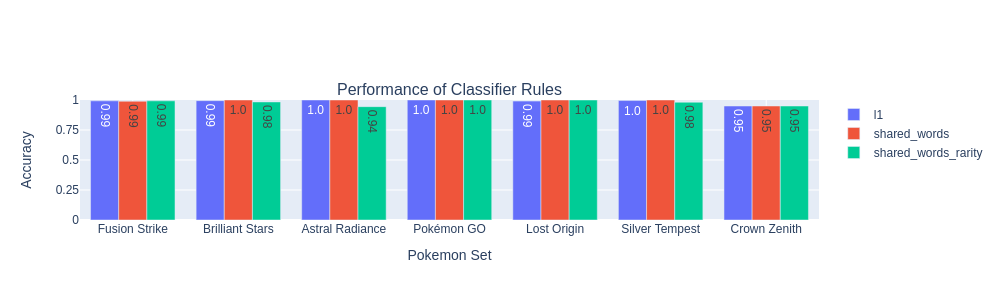 Performance of Classifier Rules
Acccuracy
1
0.75
0.5
0.25
0
0.99 0.99 0.99 0.99 1.0 0.98 1.0 1.0 0.94 1.0 1.0 1.0 0.99 1.0 1.0 1.0 1.0 0.98 0.95 0.95 0.95
Fusion Strike Brilliant Stars Astral Radiance Pokémon GO Lost Origin Silver Tempest Crown Zenith
Pokemon Set
l1
shared_words
shared_words_rarity